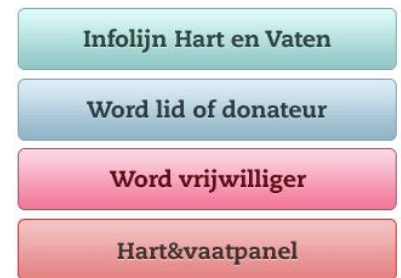 Infolijn Hart en Vaten
Word lid of donateur
Word vrijwilliger
Hart&vaatpanel